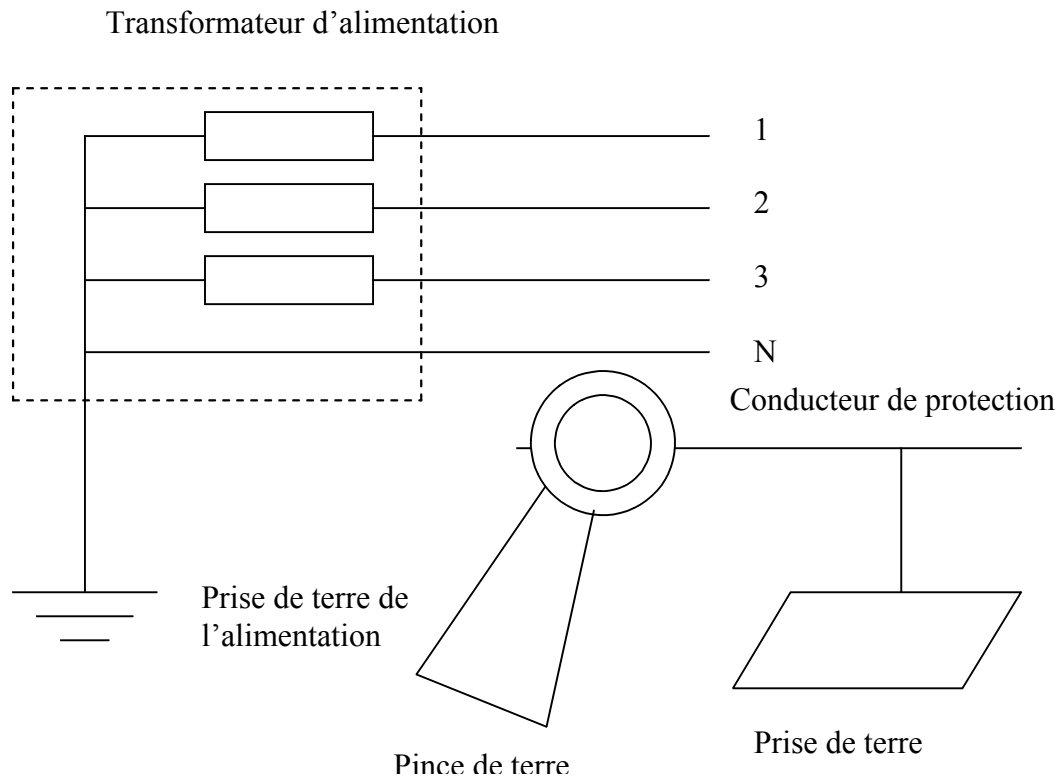 Transformateur d’alimentation
1
2
3
N
Conducteur de protection
Prise de terre de
l’alimentation
Prise de terre
Pince de terre